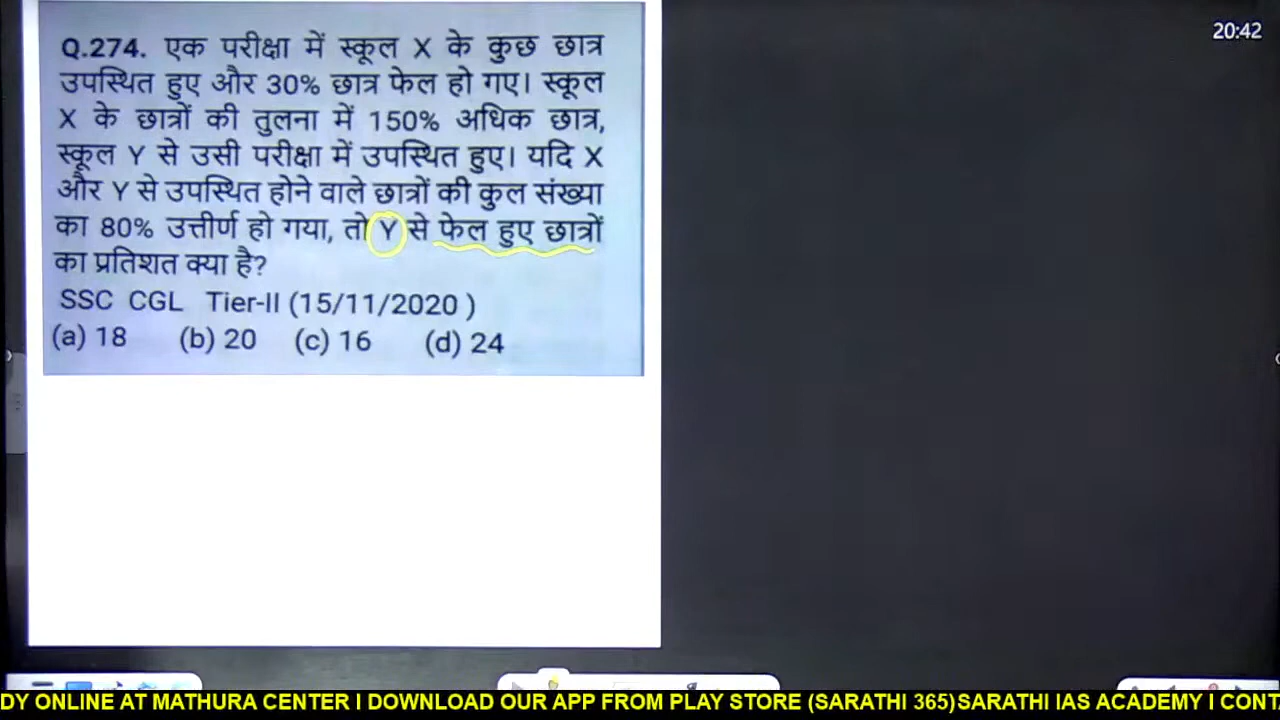 20:42
Q.274. एक परीक्षा में स्कूल X के कुछ छात्र
उपस्थित हुए और 30% छात्र फेल हो गए। स्कूल
X के छात्रों की तुलना में 150% अधिक छात्र,
स्कूल Y से उसी परीक्षा में उपस्थित हुए। यदि X
और Y से उपस्थित होने वाले छात्रों की कुल संख्या
का 80% उत्तीर्ण हो गया, तो Y से फेल हुए छात्रों
का प्रतिशत क्या है?
SSC CGL Tier-II (15/11/2020 )
(a) 18 (b) 20 (c) 16 (d) 24
DY ONLINE AT MATHURA CENTER I DOWNLOAD OUR APP FROM PLAY STORE (SARATHI 365)SARATHI IAS ACADEMY I CONT